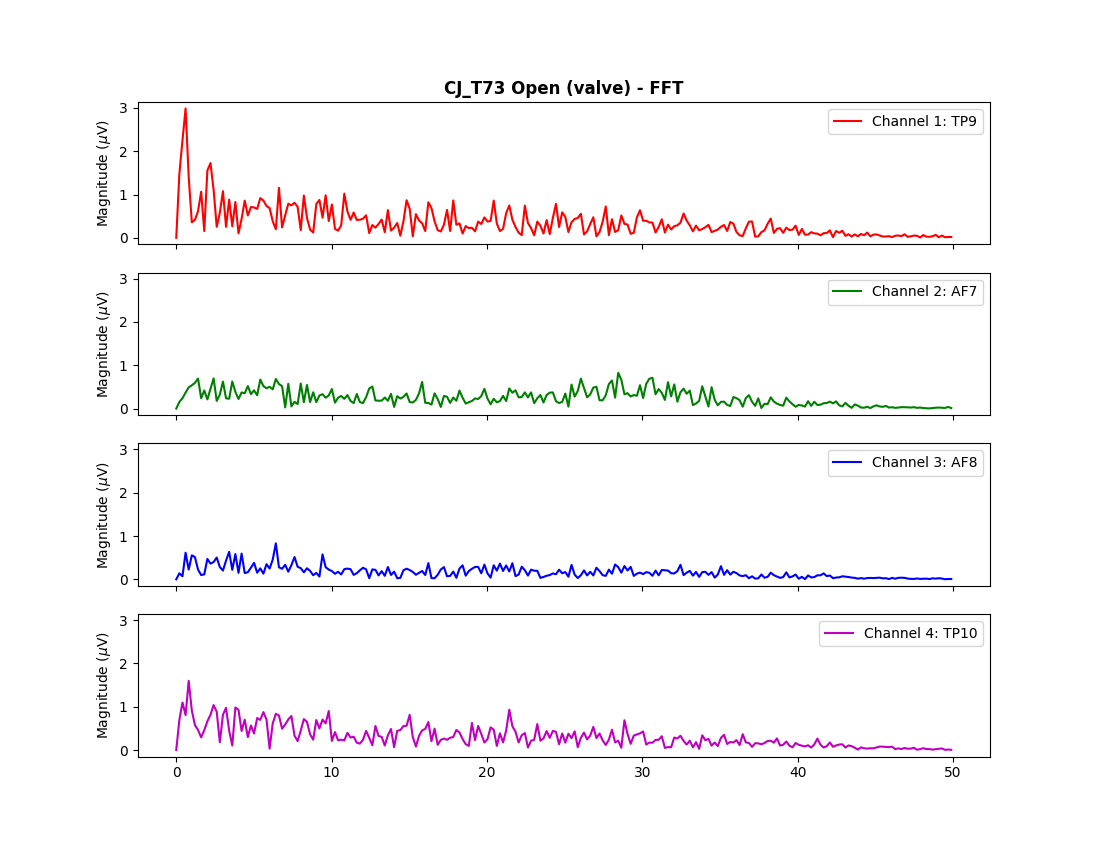 CJ_T73 Open (valve) - FFT
3
2
1
0
Magnitude (μV)
Channel 1: TP9
3
2
1
0
Magnitude (μV)
Channel 2: AF7
3
2
1
0
Magnitude (μV)
Channel 3: AF8
3
2
1
0
Magnitude (μV)
Channel 4: TP10
0 10 20 30 40 50